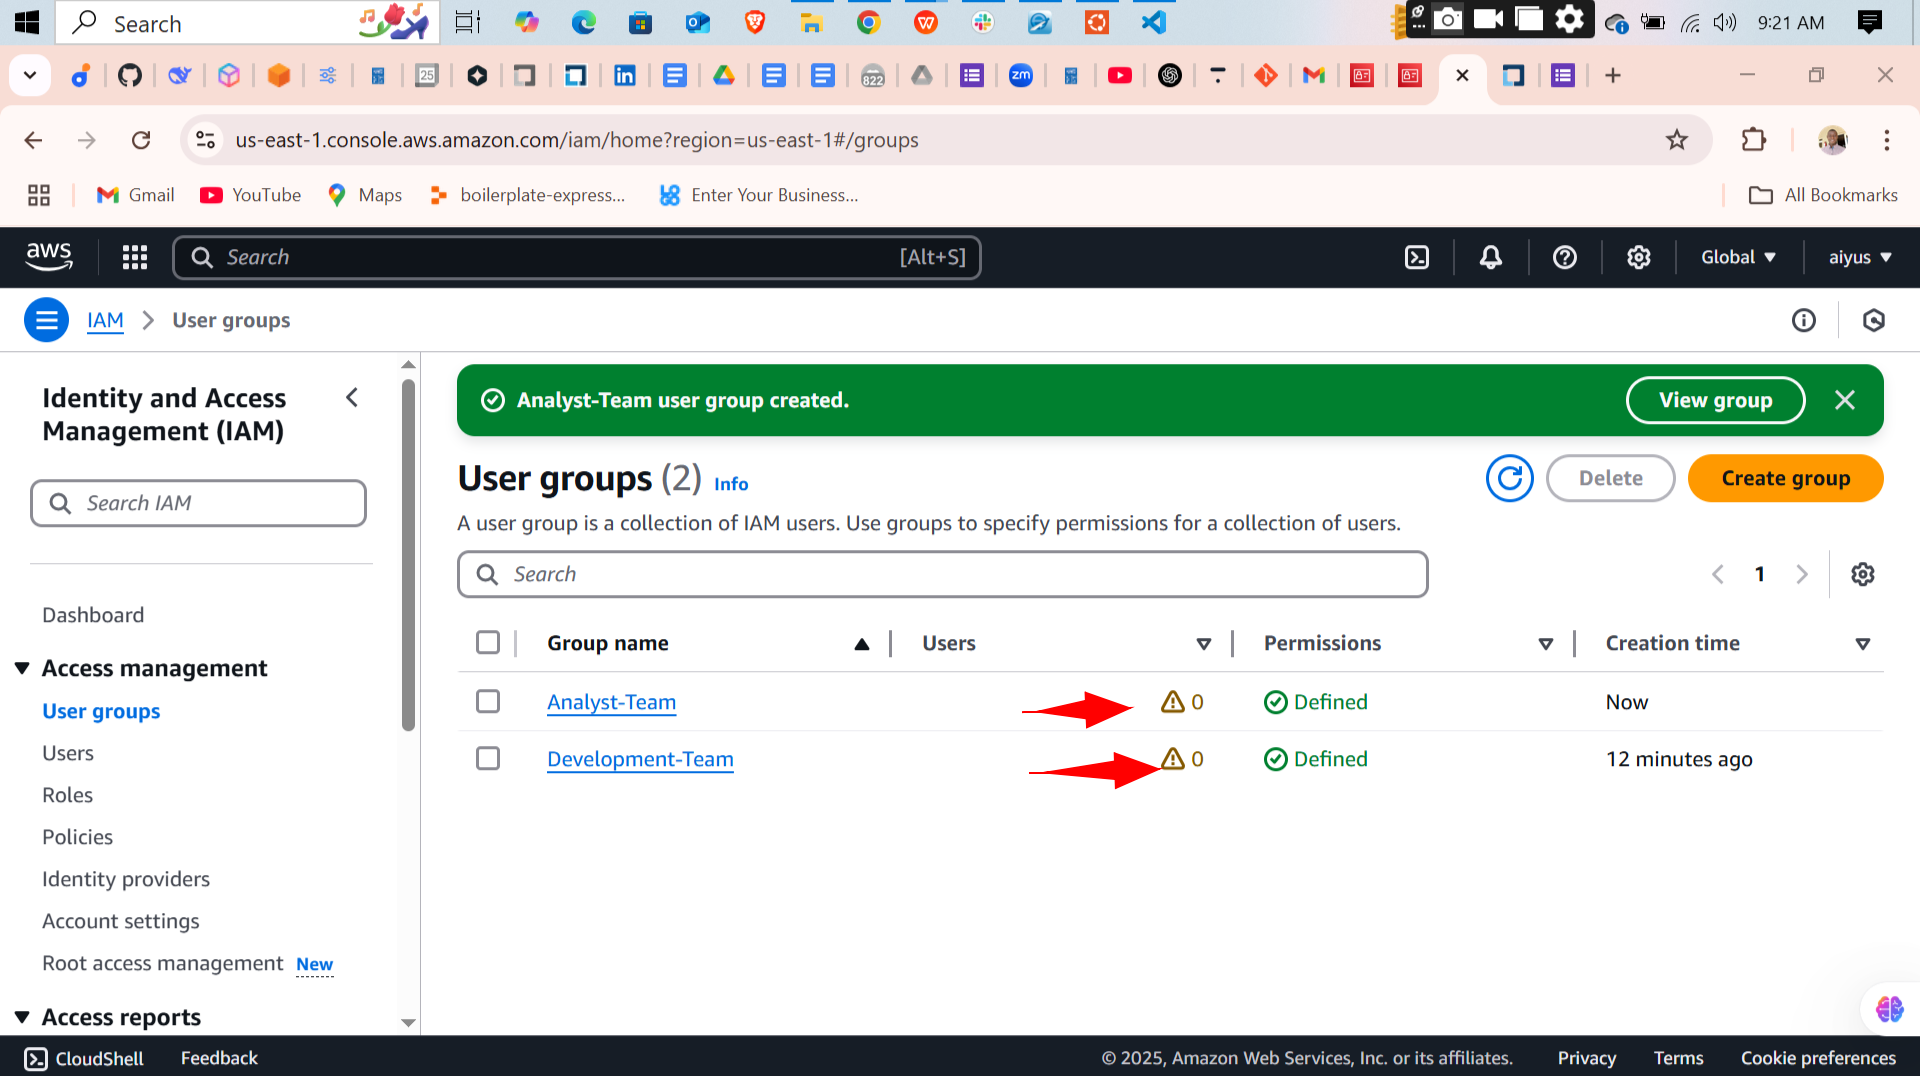 Search
9:21 AM
25
822
zm
us-east-1.console.aws.amazon.com/iam/home?region=us-east-1#/groups
Gmail
YouTube
Maps
boilerplate-express...
Enter Your Business...
All Bookmarks
aws
Search
[Alt+S]
Global
aiyus
IAM
User groups
Identity and Access
Management (IAM)
Search IAM
Dashboard
Access management
User groups
Users
Roles
Policies
Identity providers
Account settings
Root access management New
Access reports
Analyst-Team user group created.
View group
User groups (2) Info
Delete
Create group
A user group is a collection of IAM users. Use groups to specify permissions for a collection of users.
Search
1
Group name
Users
Permissions
Creation time
Analyst-Team
0
Defined
Now
Development-Team
0
Defined
12 minutes ago
CloudShell
Feedback
© 2025, Amazon Web Services, Inc. or its affiliates.
Privacy
Terms
Cookie preferences